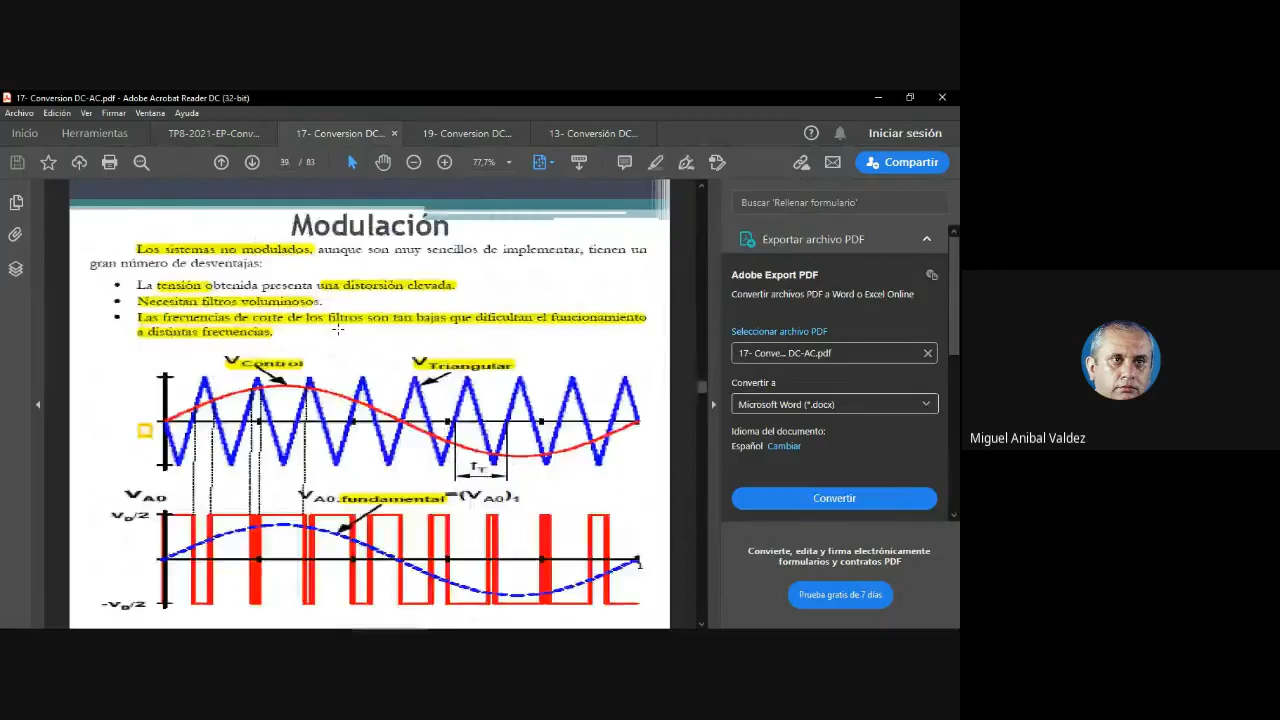 17- Conversion DC-AC.pdf - Adobe Acrobat Reader DC (32-bit)
Archivo Edición Ver Firmar Ventana Ayuda
Inicio Herramientas TP8-2021-EP-Conv... 17- Conversion DC... 19- Conversion DC... 13- Conversión DC... Iniciar sesión
39 / 83 77,7% Compartir
Modulación
Los sistemas no modulados, aunque son muy sencillos de implementar, tienen un
gran número de desventajas:
• La tensión obtenida presenta una distorsión elevada.
• Necesitan filtros voluminosos.
• Las frecuencias de corte de los filtros son tan bajas que dificultan el funcionamiento
a distintas frecuencias.
VControl VTriangular
tT
VA0 VA0,fundamental=(VA0)1
VD/2
1
-VD/2
Buscar 'Rellenar formulario'
Exportar archivo PDF
Adobe Export PDF
Convertir archivos PDF a Word o Excel Online
Seleccionar archivo PDF
17- Conve... DC-AC.pdf
Convertir a
Microsoft Word (*.docx)
Idioma del documento:
Español Cambiar
Convertir
Convierte, edita y firma electrónicamente
formularios y contratos PDF
Prueba gratis de 7 días
Miguel Anibal Valdez